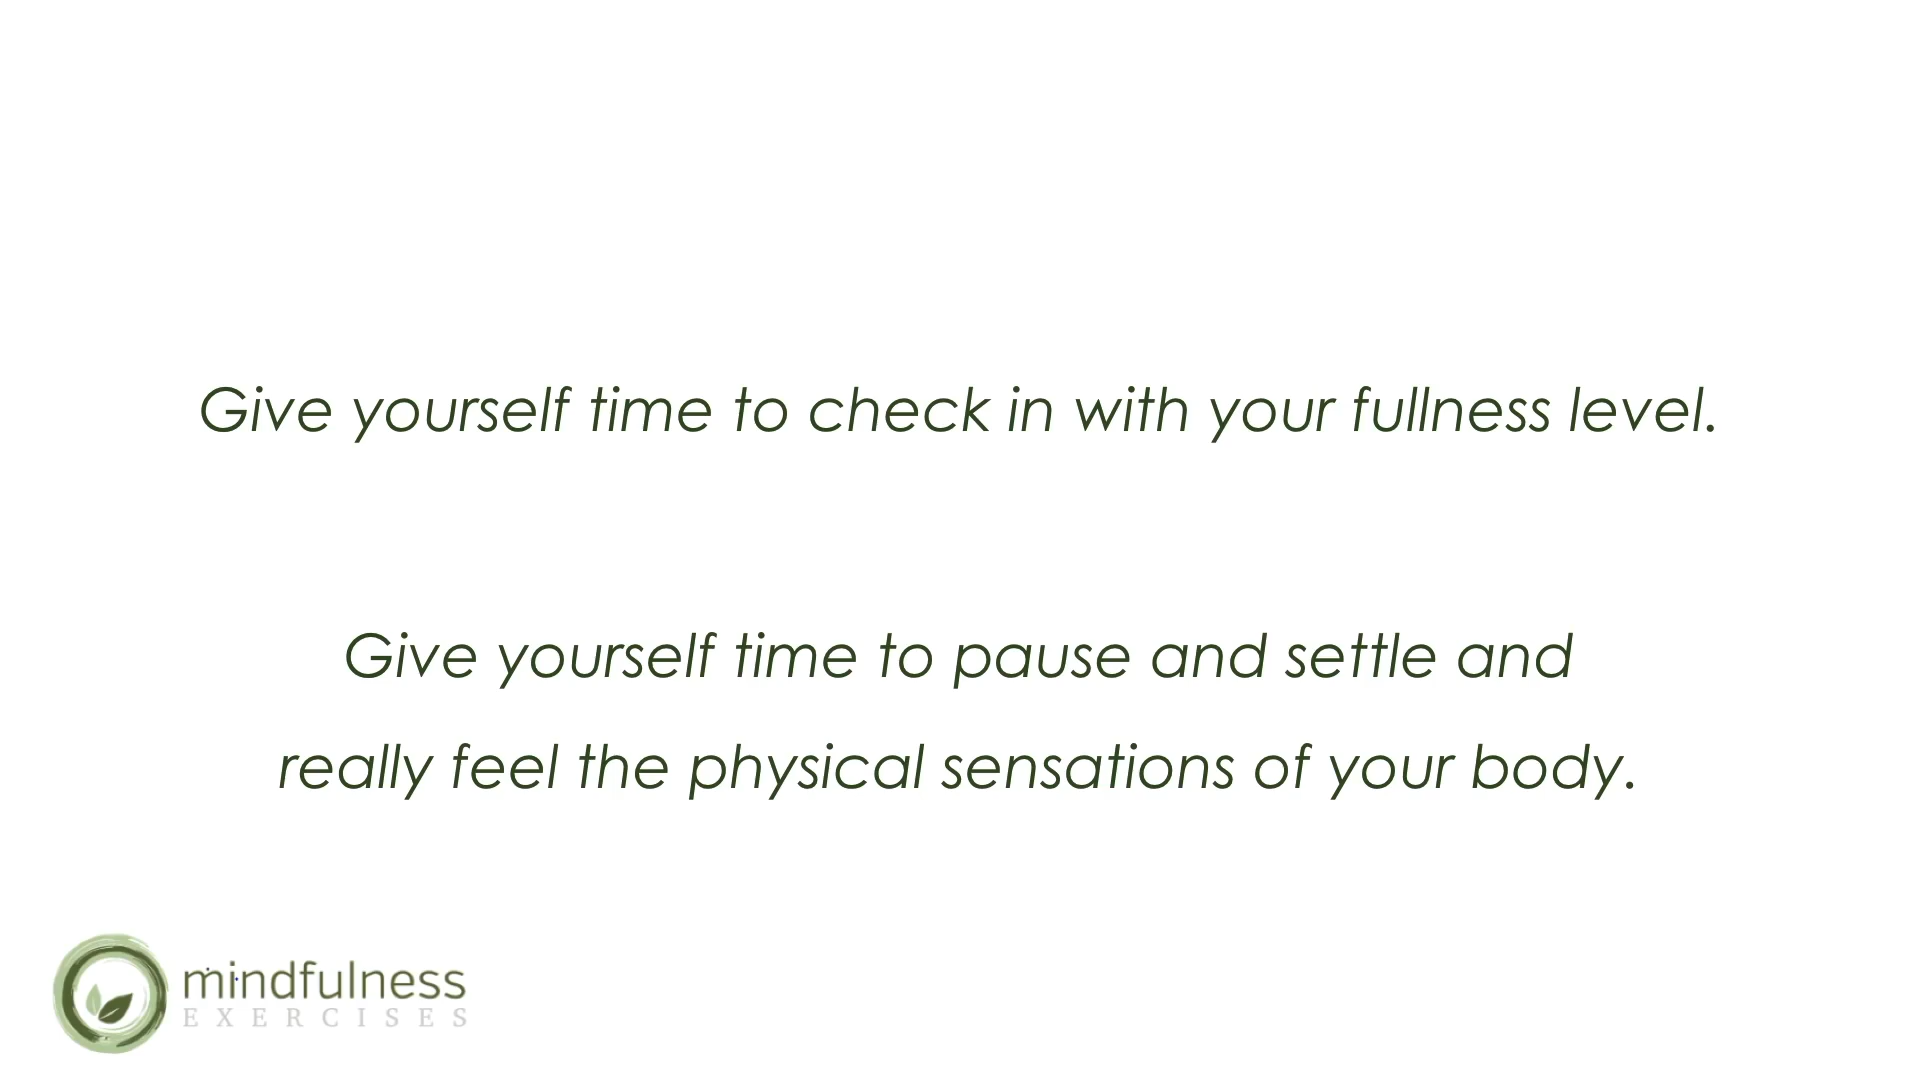 Give yourself time to check in with your fullness level.
Give yourself time to pause and settle and
really feel the physical sensations of your body.
mindfulness
EXERCISES